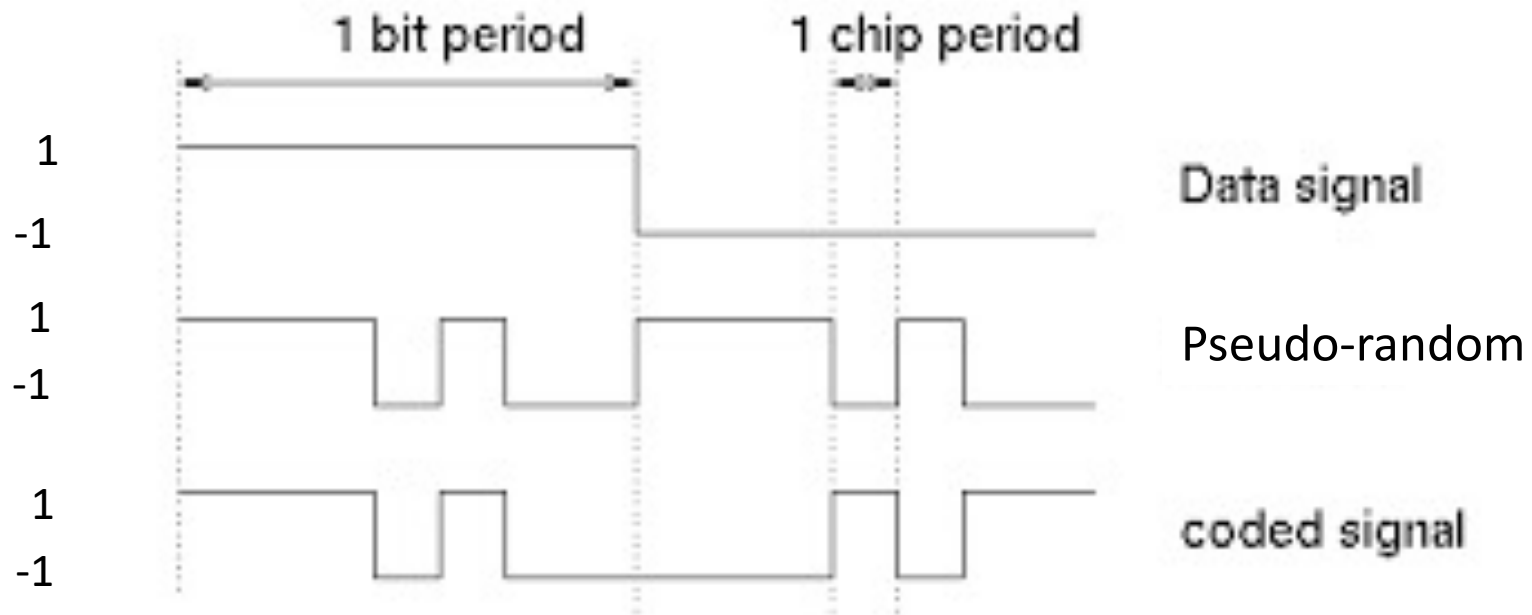 1 bit period
1 chip period
1
-1
Data signal
1
-1
Pseudo-random
1
-1
coded signal